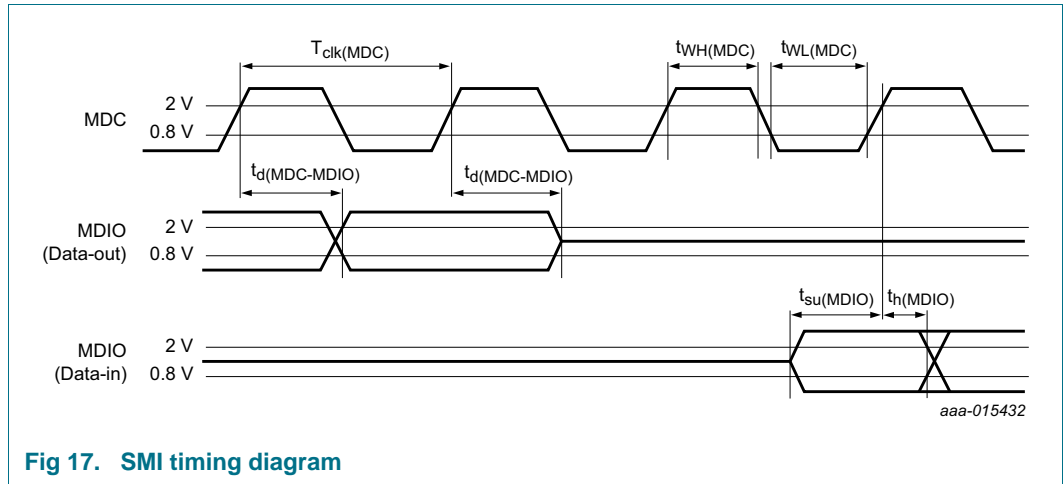 Tclk(MDC)
tWH(MDC)
tWL(MDC)
MDC
2 V
0.8 V
td(MDC-MDIO)
td(MDC-MDIO)
MDIO
(Data-out)
2 V
0.8 V
tsu(MDIO)
th(MDIO)
MDIO
(Data-in)
2 V
0.8 V
aaa-015432
Fig 17. SMI timing diagram